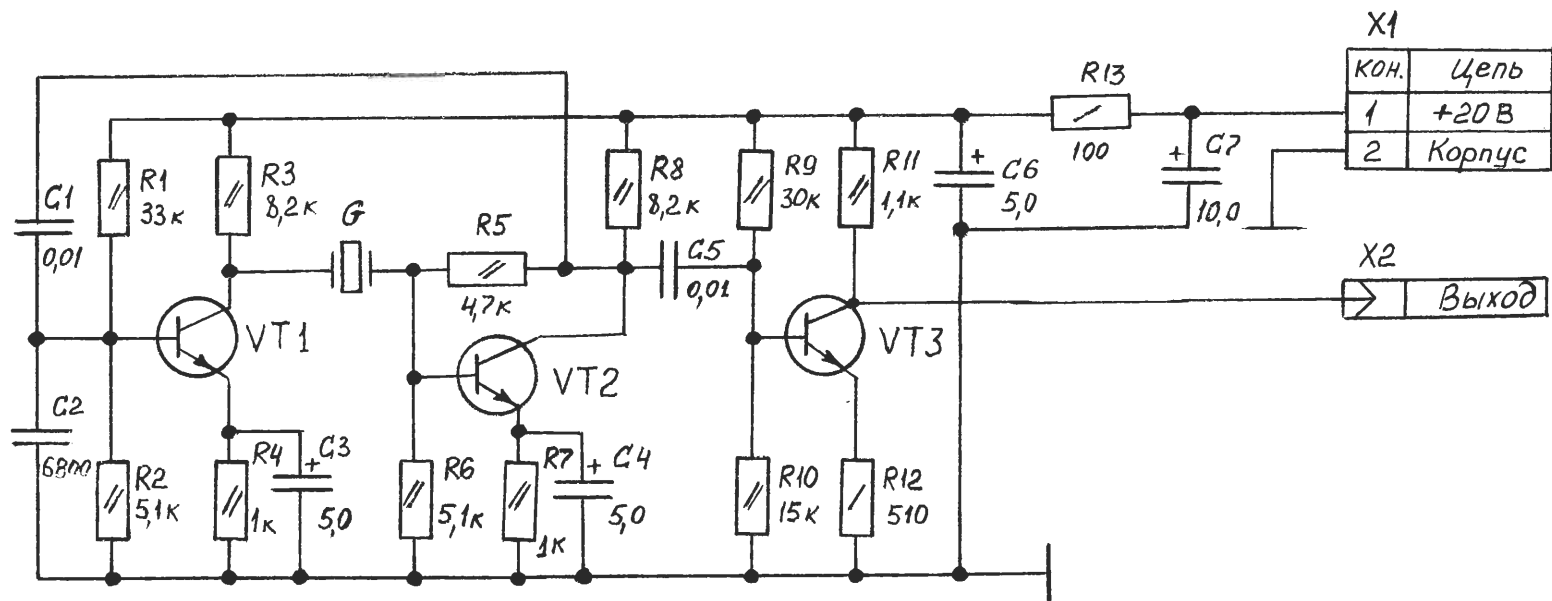 X1
кон. Цепь
1 +20 В
2 Корпус
R13
100
C7
10,0
C6
5,0
X2
Выход
C1
0,01
R1
33к
R3
8,2к
G
R5
4,7к
R8
8,2к
C5
0,01
R9
30к
R11
1,1к
VT1
VT2
VT3
C2
6800
R2
5,1к
R4
1к
C3
5,0
R6
5,1к
R7
1к
C4
5,0
R10
15к
R12
510